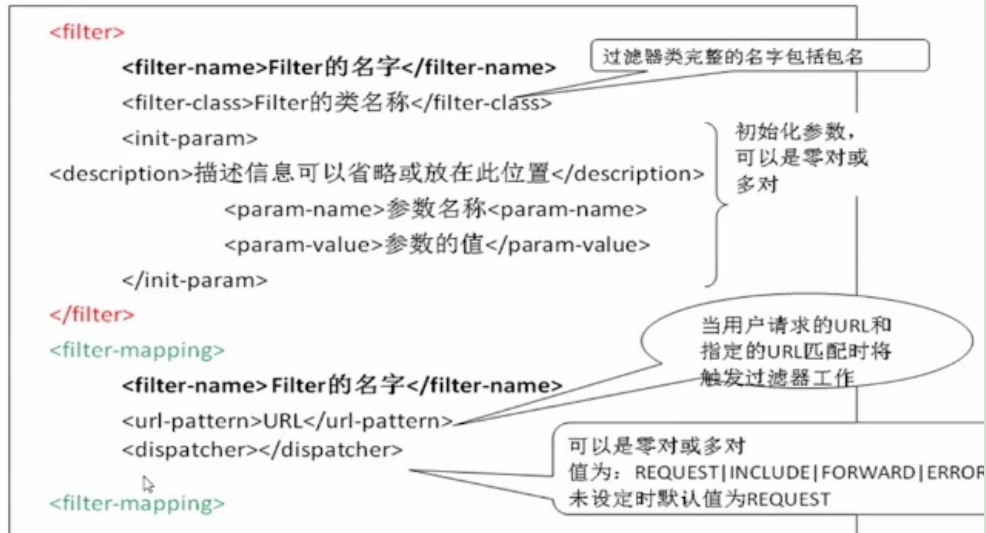 <filter>
<filter-name>Filter的名字</filter-name>
过滤器类完整的名字包括包名
<filter-class>Filter的类名称</filter-class>
<init-param>
初始化参数，
可以是零对或
多对
<description>描述信息可以省略或放在此位置</description>
<param-name>参数名称<param-name>
<param-value>参数的值</param-value>
</init-param>
</filter>
当用户请求的URL和
指定的URL匹配时将
触发过滤器工作
<filter-mapping>
<filter-name>Filter的名字</filter-name>
<url-pattern>URL</url-pattern>
<dispatcher></dispatcher>
可以是零对或多对
值为：REQUEST|INCLUDE|FORWARD|ERROR
未设定时默认值为REQUEST
<filter-mapping>